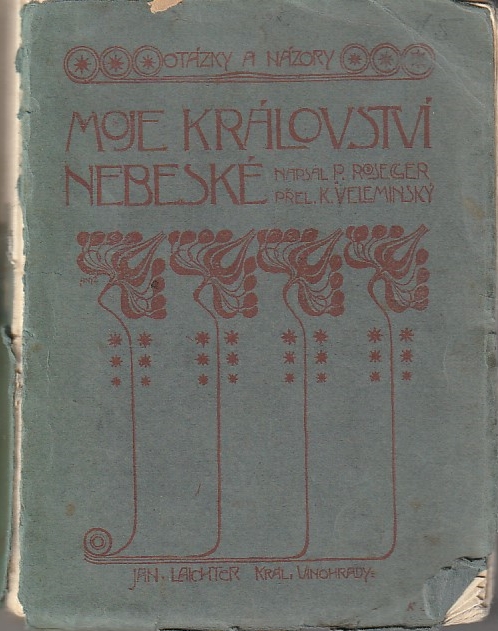 OTÁZKY A NÁZORY
MOJE KRÁLOVSTVÍ
NEBESKÉ NAPSAL P. ROSEGGER
PŘEL. K. VELEMINSKÝ
JAN LAICHTER KRÁL. VINOHRADY